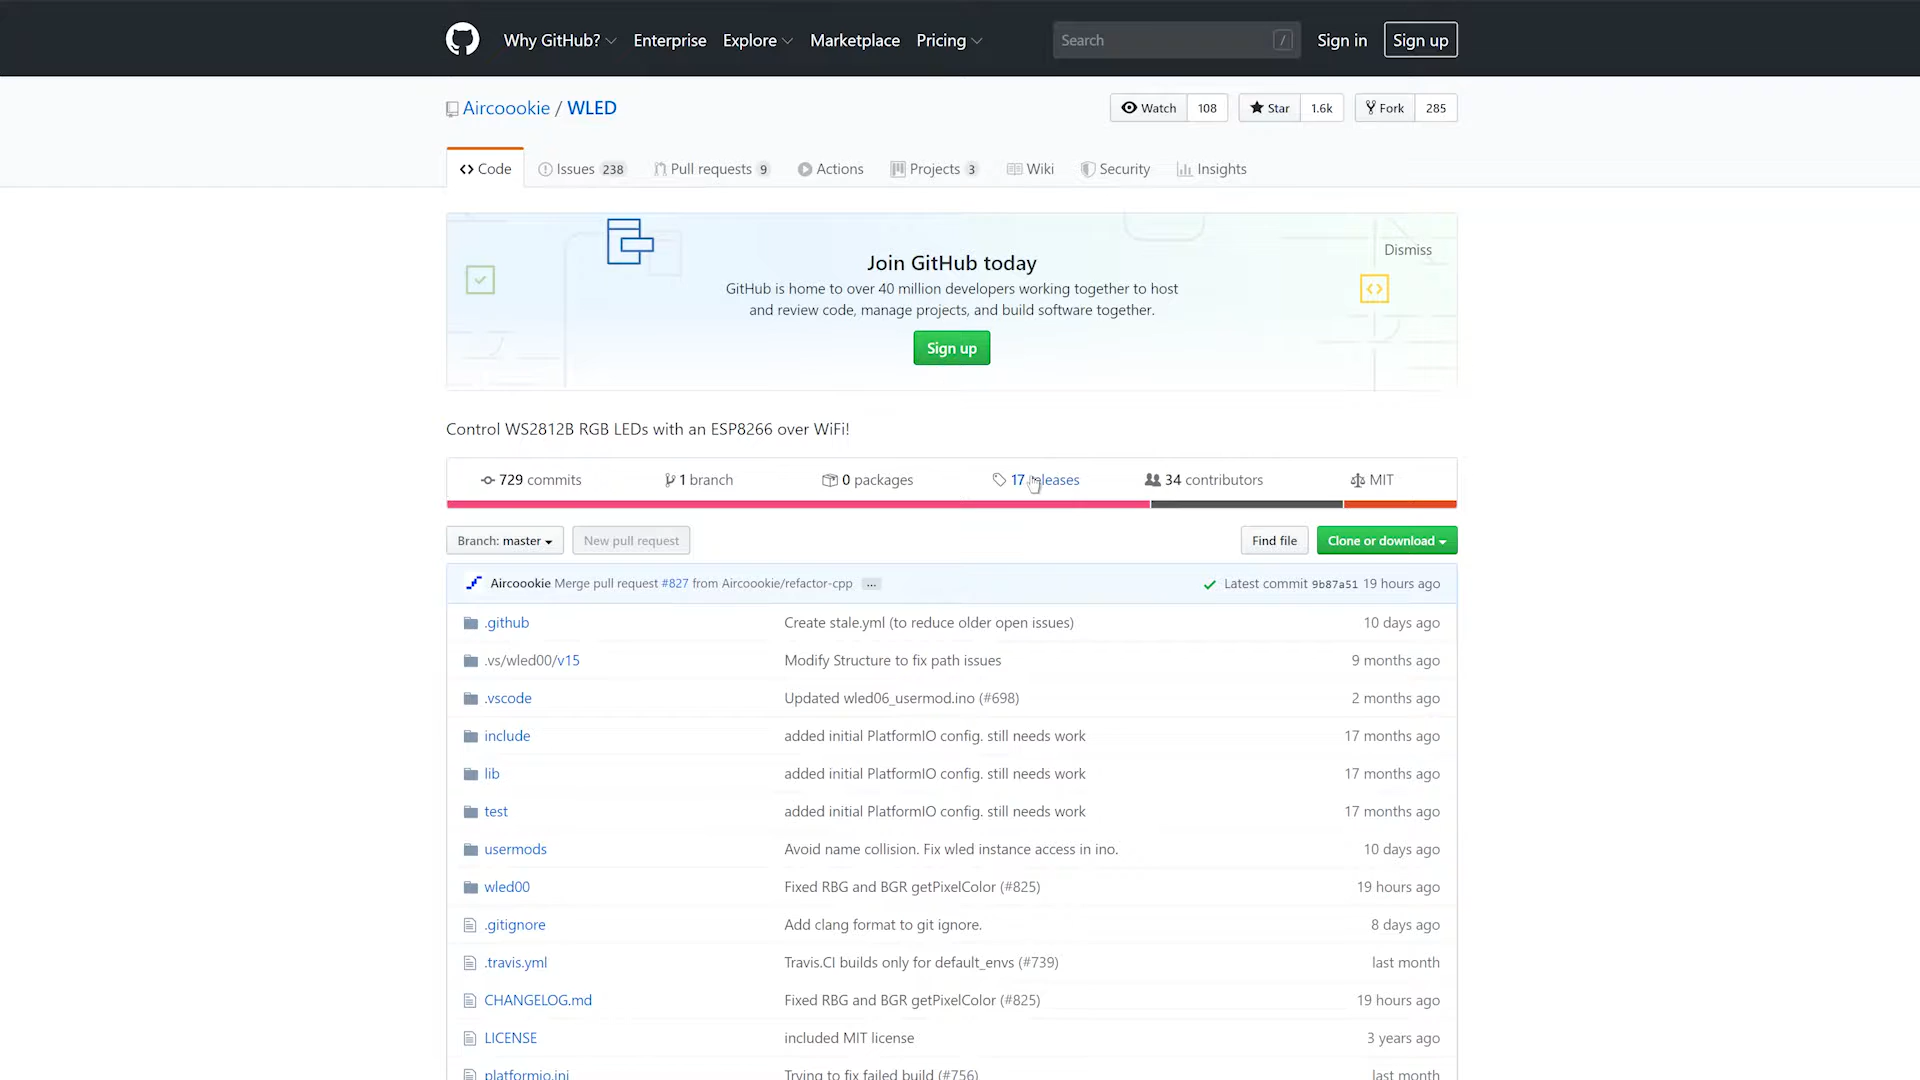 Why GitHub? Enterprise Explore Marketplace Pricing Search / Sign in Sign up
Aircoookie / WLED Watch 108 Star 1.6k Fork 285
Code Issues 238 Pull requests 9 Actions Projects 3 Wiki Security Insights
Dismiss
Join GitHub today
GitHub is home to over 40 million developers working together to host
and review code, manage projects, and build software together.
Sign up
Control WS2812B RGB LEDs with an ESP8266 over WiFi!
729 commits 1 branch 0 packages 17 releases 34 contributors MIT
Branch: master New pull request Find file Clone or download
Aircoookie Merge pull request #827 from Aircoookie/refactor-cpp ... Latest commit 9b87a51 19 hours ago
.github Create stale.yml (to reduce older open issues) 10 days ago
.vs/wled00/v15 Modify Structure to fix path issues 9 months ago
.vscode Updated wled06_usermod.ino (#698) 2 months ago
include added initial PlatformIO config. still needs work 17 months ago
lib added initial PlatformIO config. still needs work 17 months ago
test added initial PlatformIO config. still needs work 17 months ago
usermods Avoid name collision. Fix wled instance access in ino. 10 days ago
wled00 Fixed RBG and BGR getPixelColor (#825) 19 hours ago
.gitignore Add clang format to git ignore. 8 days ago
.travis.yml Travis.CI builds only for default_envs (#739) last month
CHANGELOG.md Fixed RBG and BGR getPixelColor (#825) 19 hours ago
LICENSE included MIT license 3 years ago
platformio.ini Trying to fix failed build (#756) last month